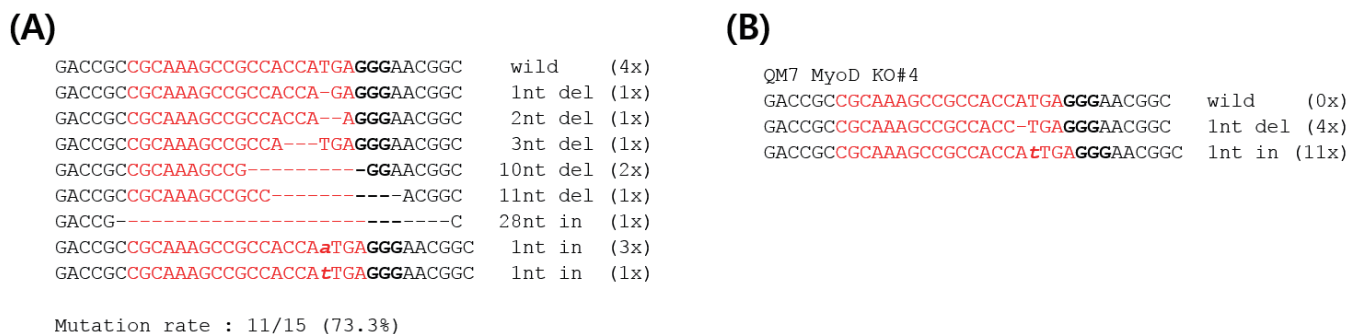 (A)
GACCGCCGCAAAGCCGCCACCATGAGGGAACGGC wild (4x)
GACCGCCGCAAAGCCGCCACCA-GAGGGAACGGC 1nt del (1x)
GACCGCCGCAAAGCCGCCACCA--AGGGAACGGC 2nt del (1x)
GACCGCCGCAAAGCCGCCA---TGAGGGAACGGC 3nt del (1x)
GACCGCCGCAAAGCCG----------GGAACGGC 10nt del (2x)
GACCGCCGCAAAGCCGCC-----------ACGGC 11nt del (1x)
GACCG----------------------------C 28nt in (1x)
GACCGCCGCAAAGCCGCCACCAaTGAGGGAACGGC 1nt in (3x)
GACCGCCGCAAAGCCGCCACCAtTGAGGGAACGGC 1nt in (1x)
Mutation rate : 11/15 (73.3%)
(B)
QM7 MyoD KO#4
GACCGCCGCAAAGCCGCCACCATGAGGGAACGGC wild (0x)
GACCGCCGCAAAGCCGCCACC-TGAGGGAACGGC 1nt del (4x)
GACCGCCGCAAAGCCGCCACCAtTGAGGGAACGGC 1nt in (11x)